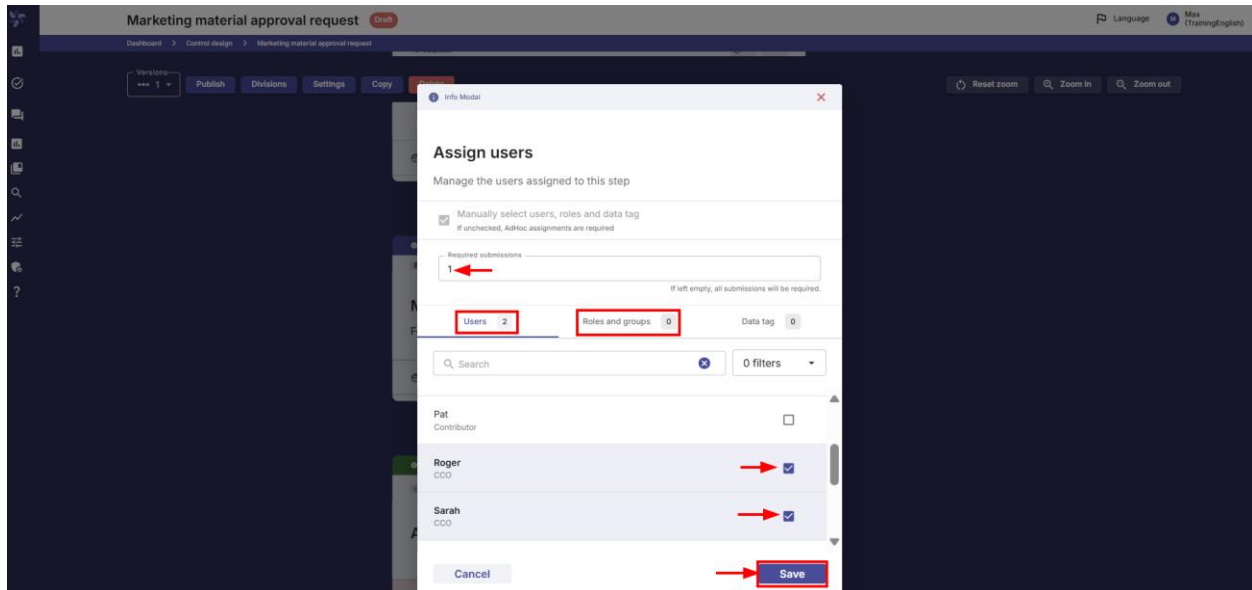 Marketing material approval request Draft
Language
M
Max
(TrainingEnglish)
Dashboard > Control design > Marketing material approval request
Versions
1
Publish
Divisions
Settings
Copy
Reset zoom
Zoom in
Zoom out
Info Modal
Assign users
Manage the users assigned to this step
Manually select users, roles and data tag
If unchecked, AdHoc assignments are required
Required submissions
1
If left empty, all submissions will be required.
Users 2
Roles and groups 0
Data tag 0
Search
0 filters
Pat
Contributor
Roger
CCO
Sarah
CCO
Cancel
Save